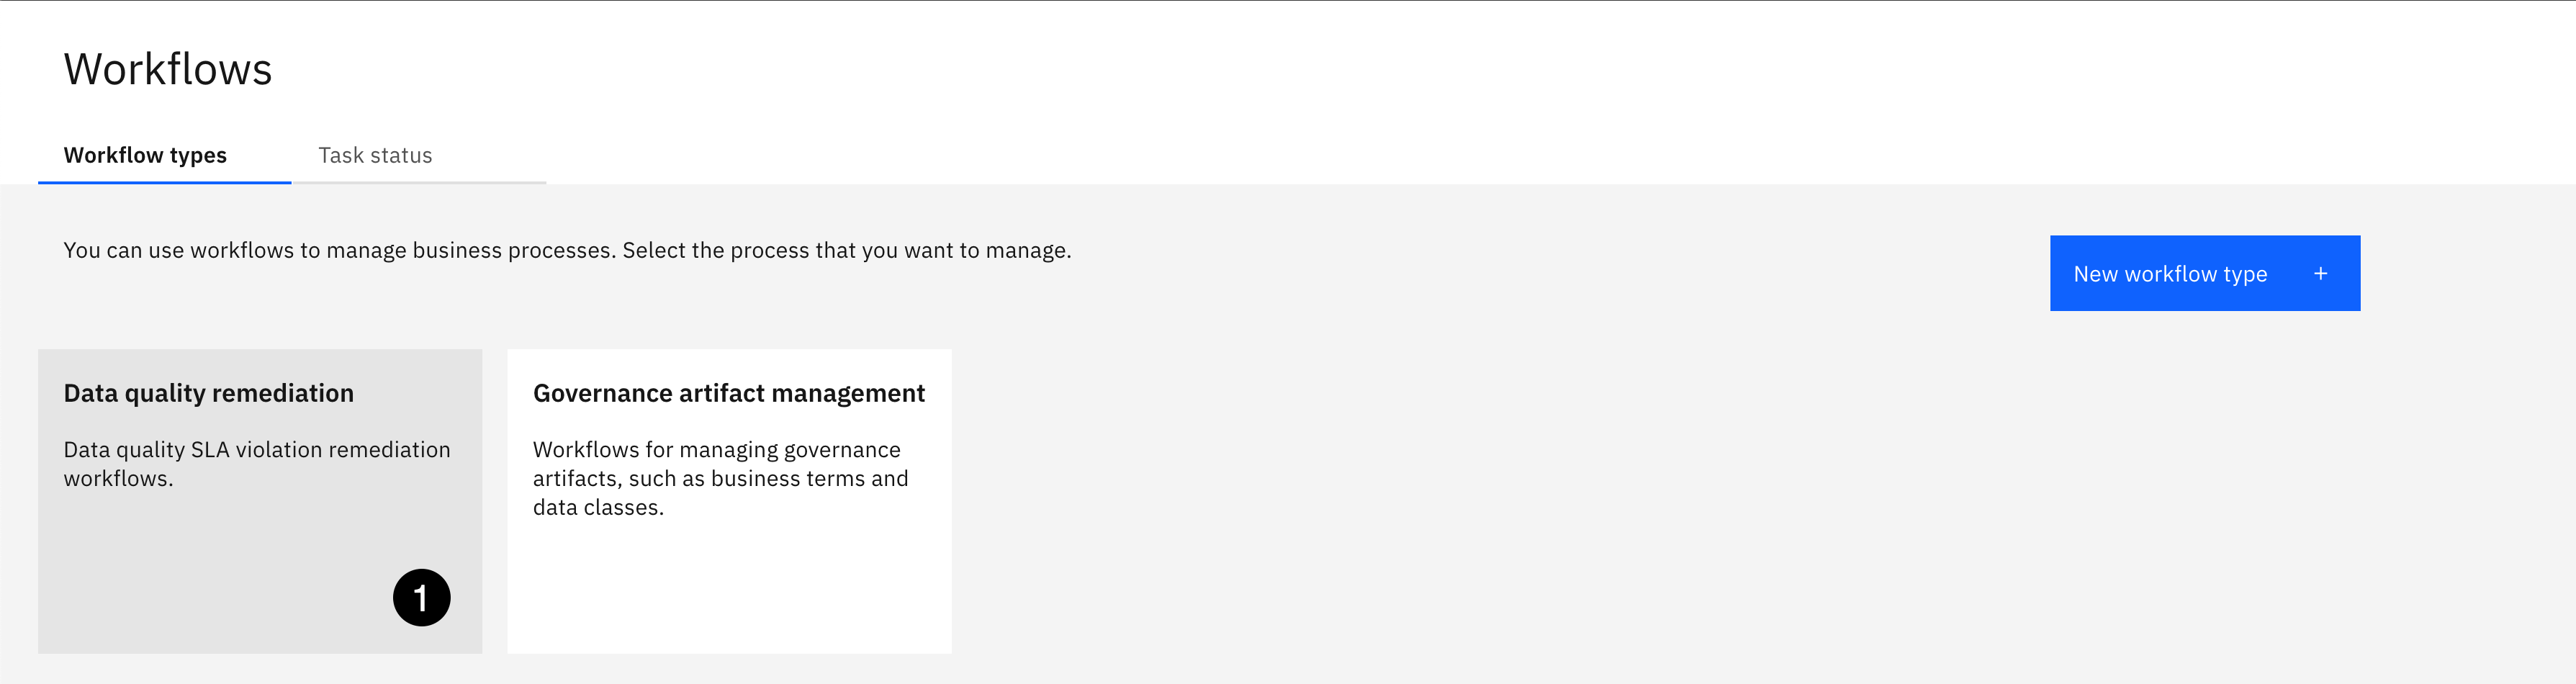 Workflows
Workflow types
Task status
You can use workflows to manage business processes. Select the process that you want to manage.
New workflow type +
Data quality remediation
Data quality SLA violation remediation
workflows.
1
Governance artifact management
Workflows for managing governance
artifacts, such as business terms and
data classes.